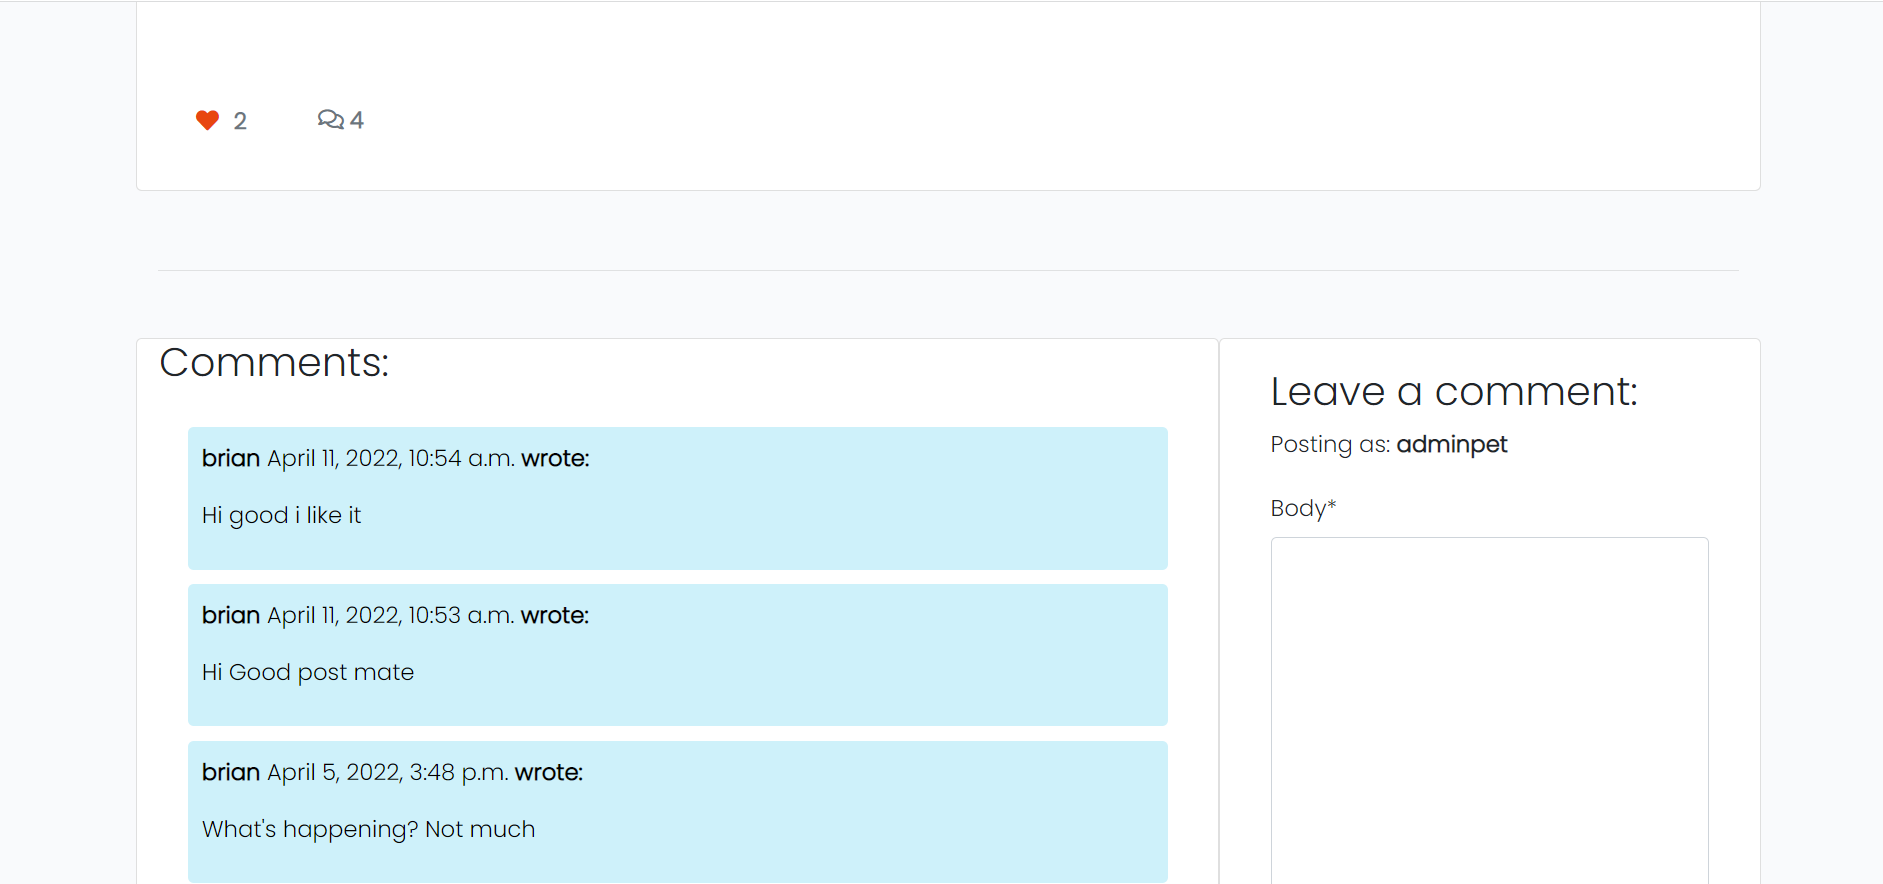 2 4
Comments:
brian April 11, 2022, 10:54 a.m. wrote:
Hi good i like it
brian April 11, 2022, 10:53 a.m. wrote:
Hi Good post mate
brian April 5, 2022, 3:48 p.m. wrote:
What's happening? Not much
Leave a comment:
Posting as: adminpet
Body*